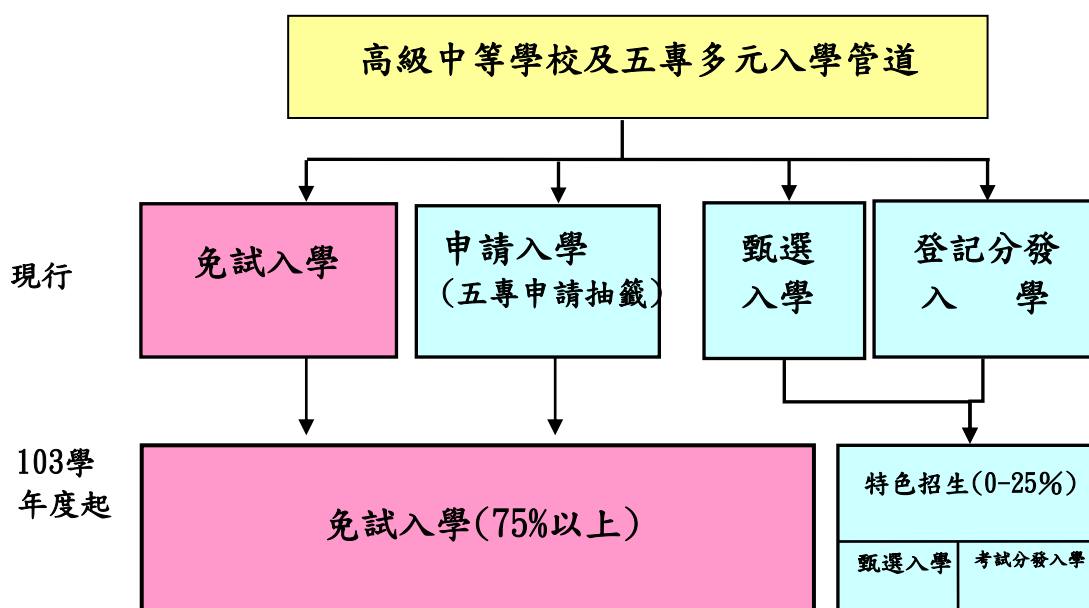 高級中等學校及五專多元入學管道
現行
免試入學
申請入學
(五專申請抽籤)
甄選
入學
登記分發
入 學
103學
年度起
免試入學(75%以上)
特色招生(0-25%)
甄選入學
考試分發入學